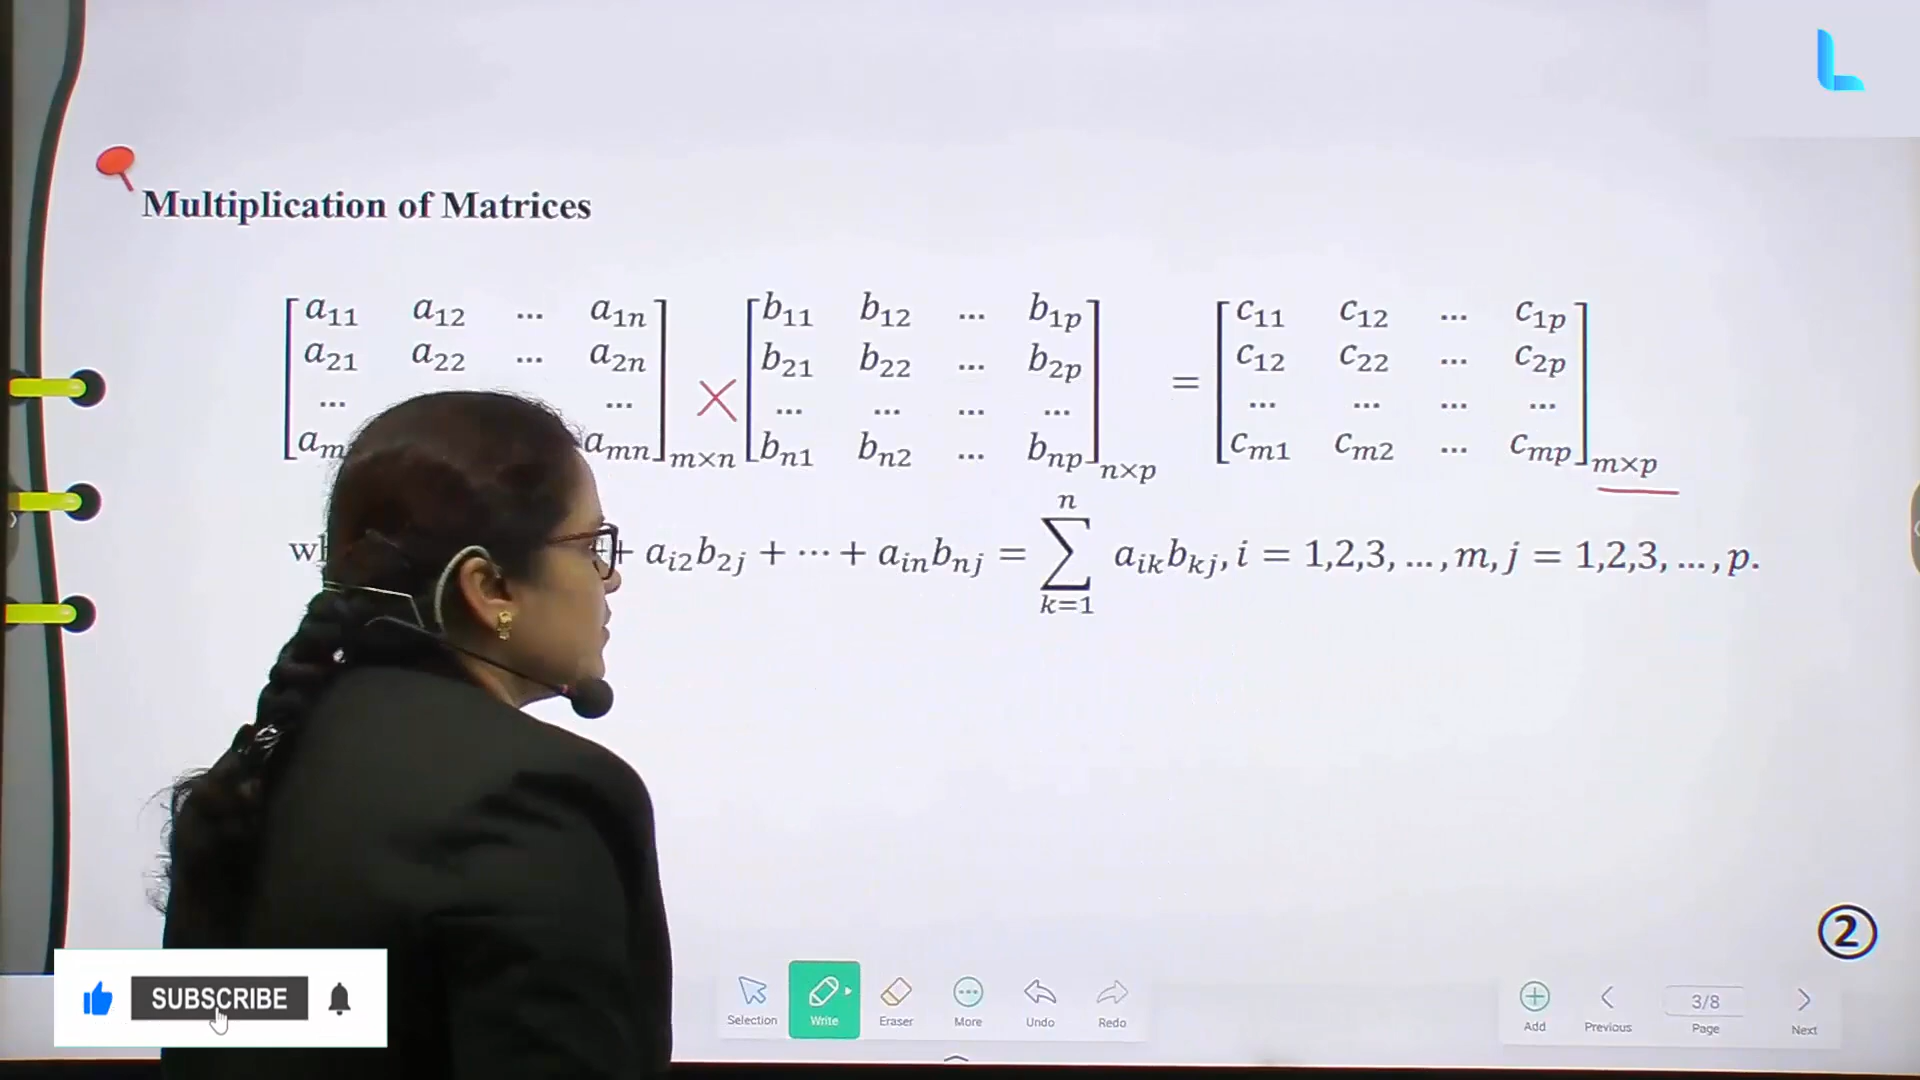 Multiplication of Matrices
[a₁₁ a₁₂ ... a₁ₙ] [b₁₁ b₁₂ ... b₁ₚ] [c₁₁ c₁₂ ... c₁ₚ]
[a₂₁ a₂₂ ... a₂ₙ] × [b₂₁ b₂₂ ... b₂ₚ] = [c₁₂ c₂₂ ... c₂ₚ]
[... ...] [... ... ... ...] [... ... ... ...]
[aₘ aₘₙ]ₘ×ₙ [bₙ₁ bₙ₂ ... bₙₚ]ₙ×ₚ [cₘ₁ cₘ₂ ... cₘₚ]ₘ×ₚ
+ aᵢ₂b₂ⱼ + ⋯ + aᵢₙbₙⱼ = ∑ₖ₌₁ⁿ aᵢₖbₖⱼ, i = 1,2,3, ..., m, j = 1,2,3, ..., p.
②
SUBSCRIBE
Selection Write Eraser More Undo Redo
Add Previous 3/8 Page Next